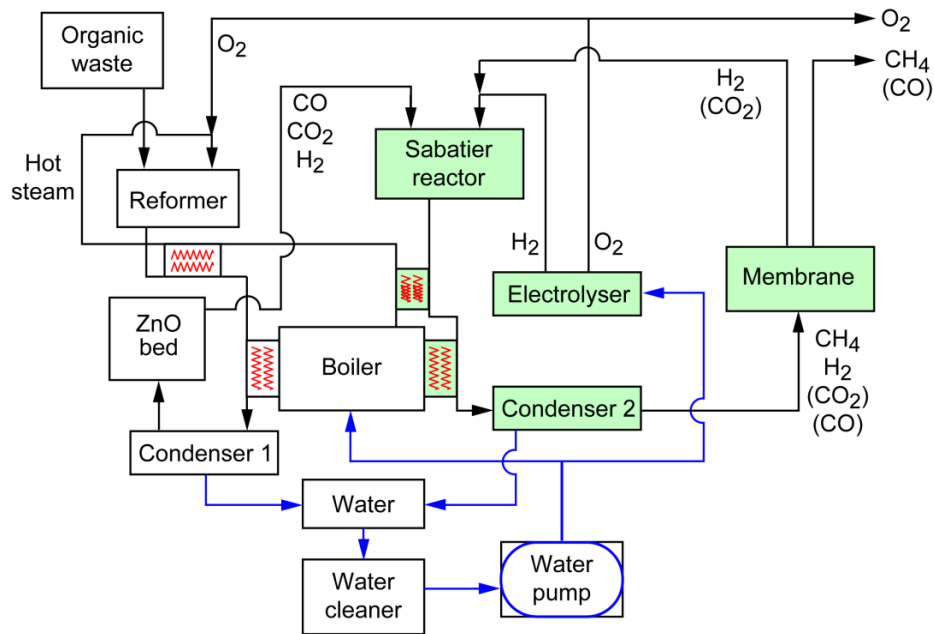 Organic
waste
O2
O2
CH4
(CO)
H2
(CO2)
CO
CO2
H2
Sabatier
reactor
Hot
steam
Reformer
H2
O2
Membrane
Electrolyser
ZnO
bed
Boiler
CH4
H2
(CO2)
(CO)
Condenser 2
Condenser 1
Water
Water
cleaner
Water
pump